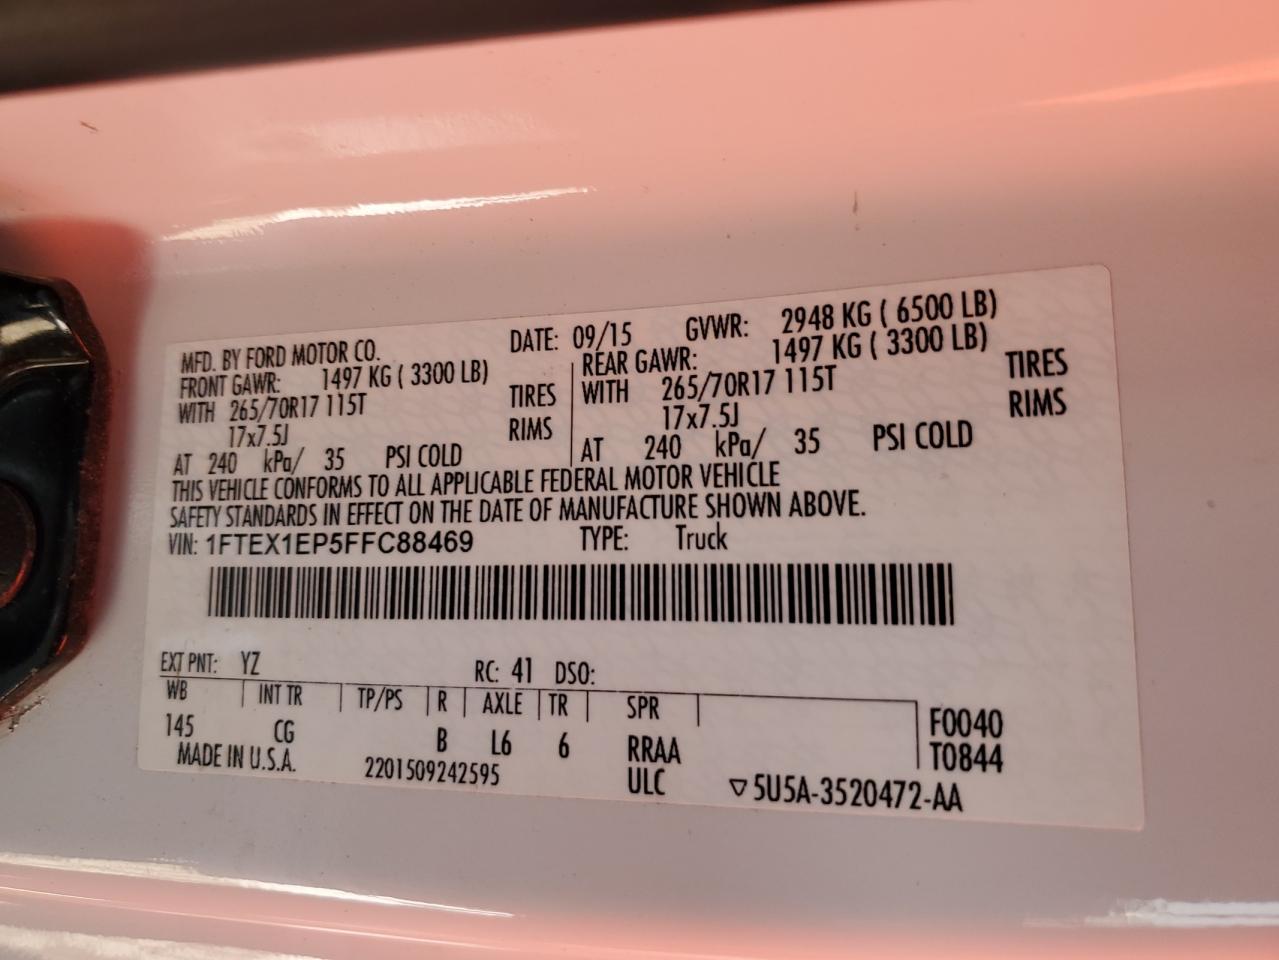 MFD. BY FORD MOTOR CO. DATE: 09/15 GVWR: 2948 KG ( 6500 LB)
FRONT GAWR: 1497 KG ( 3300 LB) REAR GAWR: 1497 KG ( 3300 LB)
WITH 265/70R17 115T TIRES WITH 265/70R17 115T TIRES
17x7.5J RIMS 17x7.5J RIMS
AT 240 kPa/ 35 PSI COLD AT 240 kPa/ 35 PSI COLD
THIS VEHICLE CONFORMS TO ALL APPLICABLE FEDERAL MOTOR VEHICLE
SAFETY STANDARDS IN EFFECT ON THE DATE OF MANUFACTURE SHOWN ABOVE.
VIN: 1FTEX1EP5FFC88469 TYPE: Truck
EXT PNT: YZ RC: 41 DSO:
WB INT TR TP/PS R AXLE TR SPR F0040
145 CG B L6 6 RRAA T0844
MADE IN U.S.A. 2201509242595 ULC ▽5U5A-3520472-AA